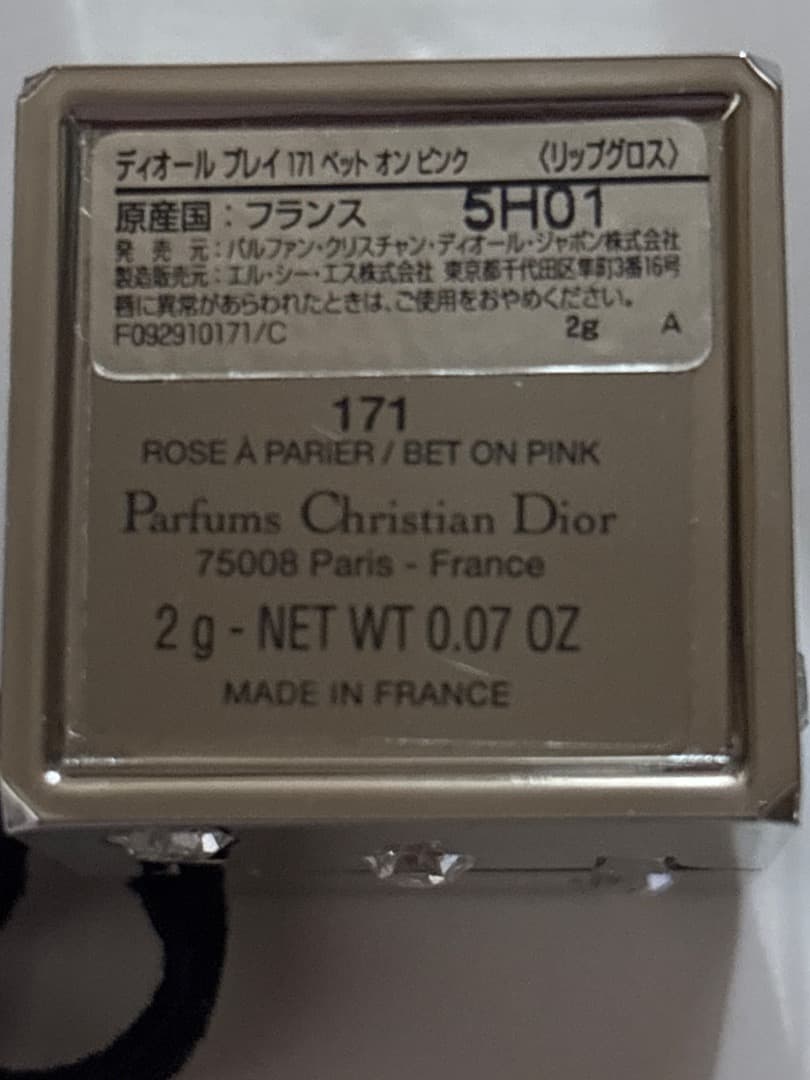 ディオール プレイ 171 ベット オン ピンク 〈リップグロス〉
原産国：フランス 5H01
発売元：パルファン・クリスチャン・ディオール・ジャポン株式会社
製造販売元：エル・シー・エス株式会社 東京都千代田区隼町3番16号
唇に異常があらわれたときは、ご使用をおやめください。
F092910171/C 2g A
171
ROSE À PARIER / BET ON PINK
Parfums Christian Dior
75008 Paris - France
2 g - NET WT 0.07 OZ
MADE IN FRANCE